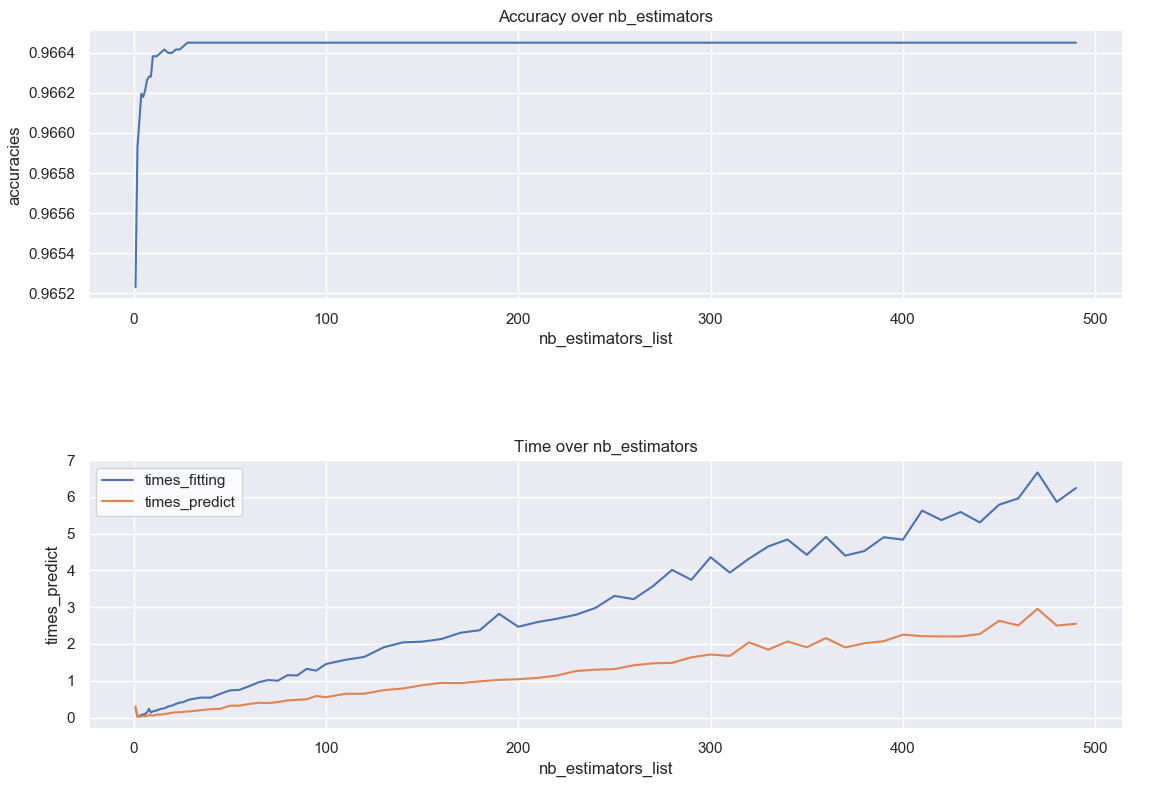 Accuracy over nb_estimators
accuracies
0.9664
0.9662
0.9660
0.9658
0.9656
0.9654
0.9652
0 100 200 300 400 500
nb_estimators_list
Time over nb_estimators
times_predict
7
6
5
4
3
2
1
0
times_fitting
times_predict
0 100 200 300 400 500
nb_estimators_list